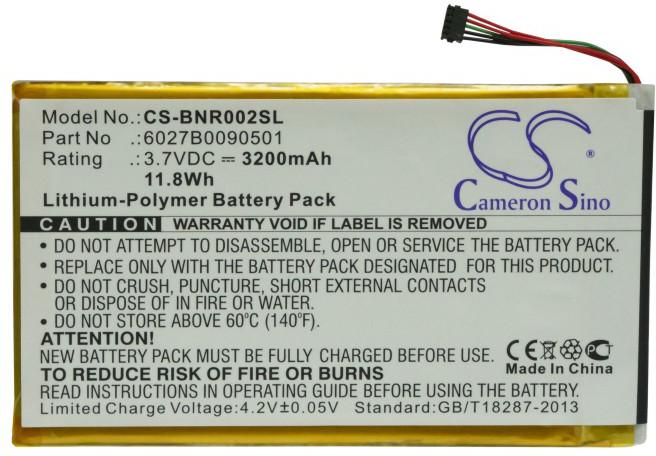 Model No.:CS-BNR002SL
Part No .:6027B0090501
Rating .:3.7VDC ⎓ 3200mAh
11.8Wh
Lithium-Polymer Battery Pack
CS
®
Cameron Sino
CAUTION WARRANTY VOID IF LABEL IS REMOVED
• DO NOT ATTEMPT TO DISASSEMBLE, OPEN OR SERVICE THE BATTERY PACK.
• REPLACE ONLY WITH THE BATTERY PACK DESIGNATED FOR THIS PRODUCT.
• DO NOT CRUSH, PUNCTURE, SHORT EXTERNAL CONTACTS
OR DISPOSE OF IN FIRE OR WATER.
• DO NOT STORE ABOVE 60°C (140°F).
ATTENTION:
NEW BATTERY PACK MUST BE FULLY CHARGED BEFORE USE
TO REDUCE RISK OF FIRE OR BURNS.
READ INSTRUCTIONS BEFORE USING OR CHARGING BATTERY PACK.
Limited Charge Voltage:4.2V±0.05V Standard:GB/T18287-2013
CE
Made In China